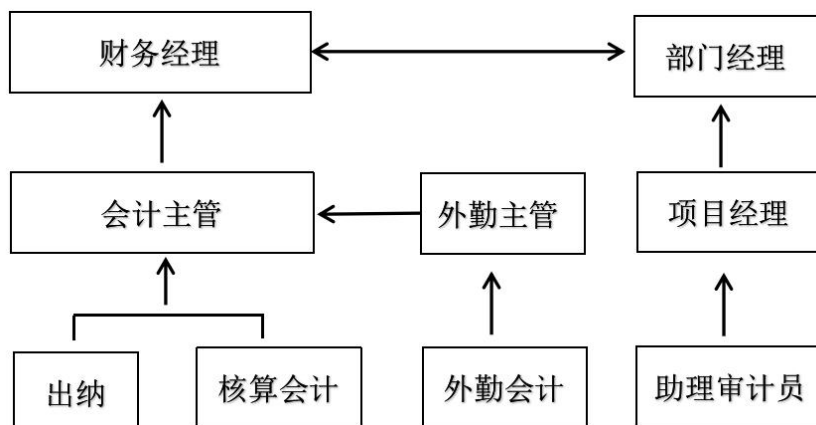 财务经理
部门经理
会计主管
外勤主管
项目经理
出纳
核算会计
外勤会计
助理审计员